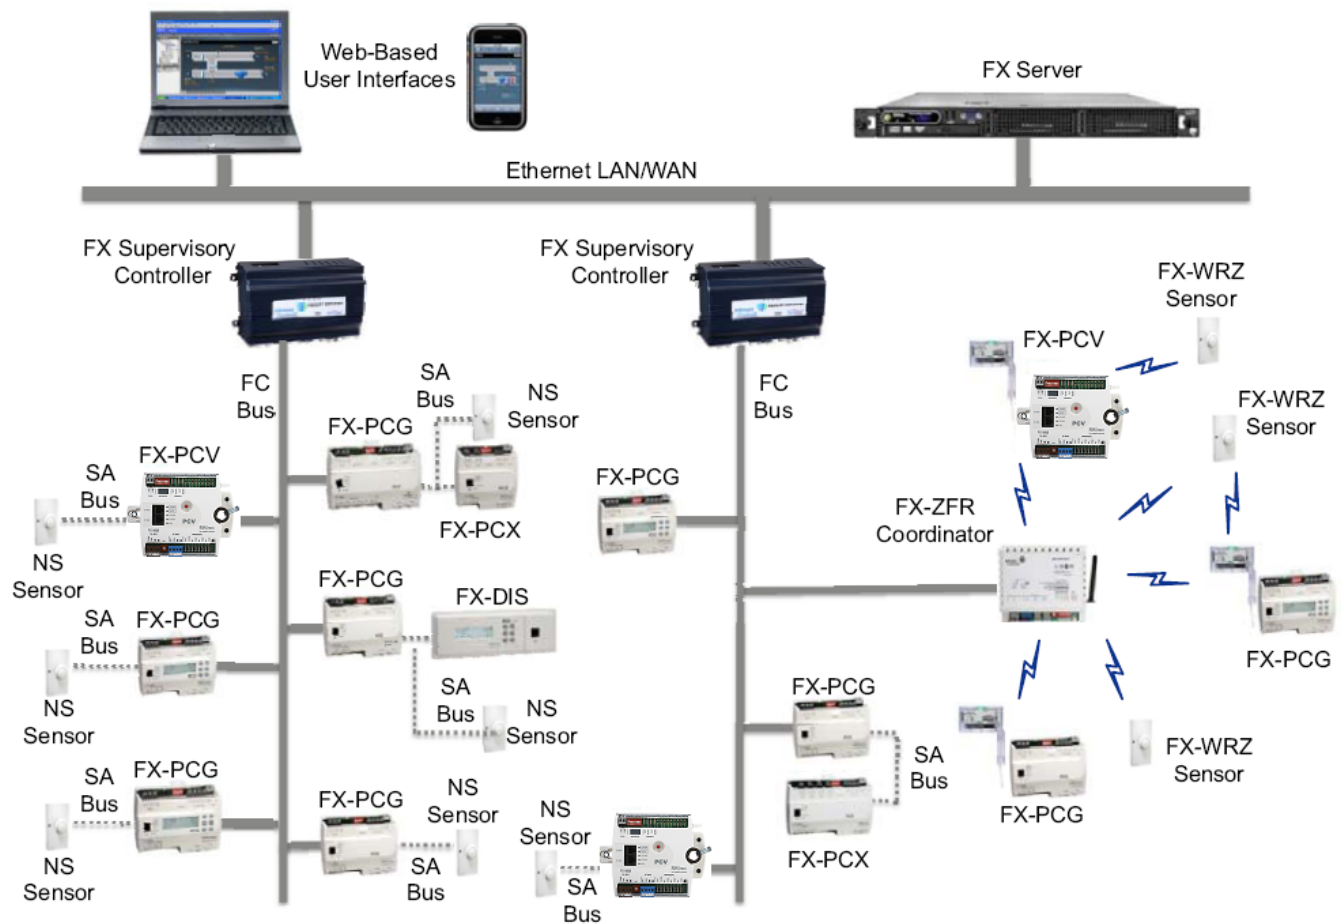 Web-Based
User Interfaces
FX Server
Ethernet LAN/WAN
FX Supervisory
Controller
FX Supervisory
Controller
FX-WRZ
Sensor
FX-PCV
FC
Bus
SA
Bus
NS
Sensor
FX-PCG
FX-PCX
FC
Bus
FX-WRZ
Sensor
FX-PCV
SA
Bus
PCV
NS
Sensor
FX-PCG
FX-ZFR
Coordinator
PCV
FX-PCG
FX-DIS
SA
Bus
FX-PCG
NS
Sensor
SA
Bus
NS
Sensor
FX-PCG
FX-PCG
SA
Bus
FX-PCX
FX-PCG
FX-WRZ
Sensor
SA
Bus
FX-PCG
NS
Sensor
FX-PCG
NS
Sensor
SA
Bus
NS
Sensor
PCV
SA
Bus